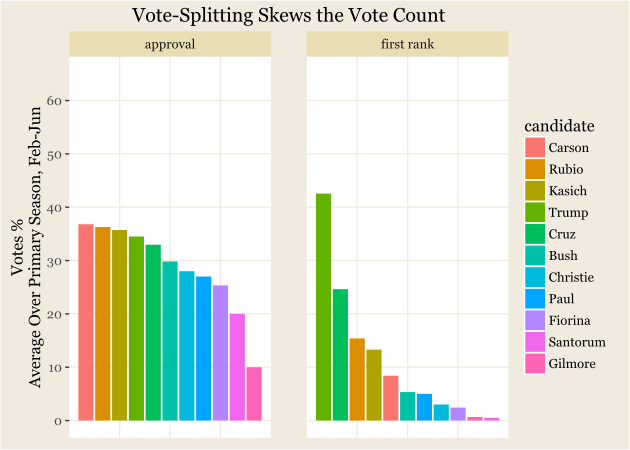 Vote-Splitting Skews the Vote Count
approval
first rank
Votes %
Average Over Primary Season, Feb-Jun
60
50
40
30
20
10
0
candidate
Carson
Rubio
Kasich
Trump
Cruz
Bush
Christie
Paul
Fiorina
Santorum
Gilmore